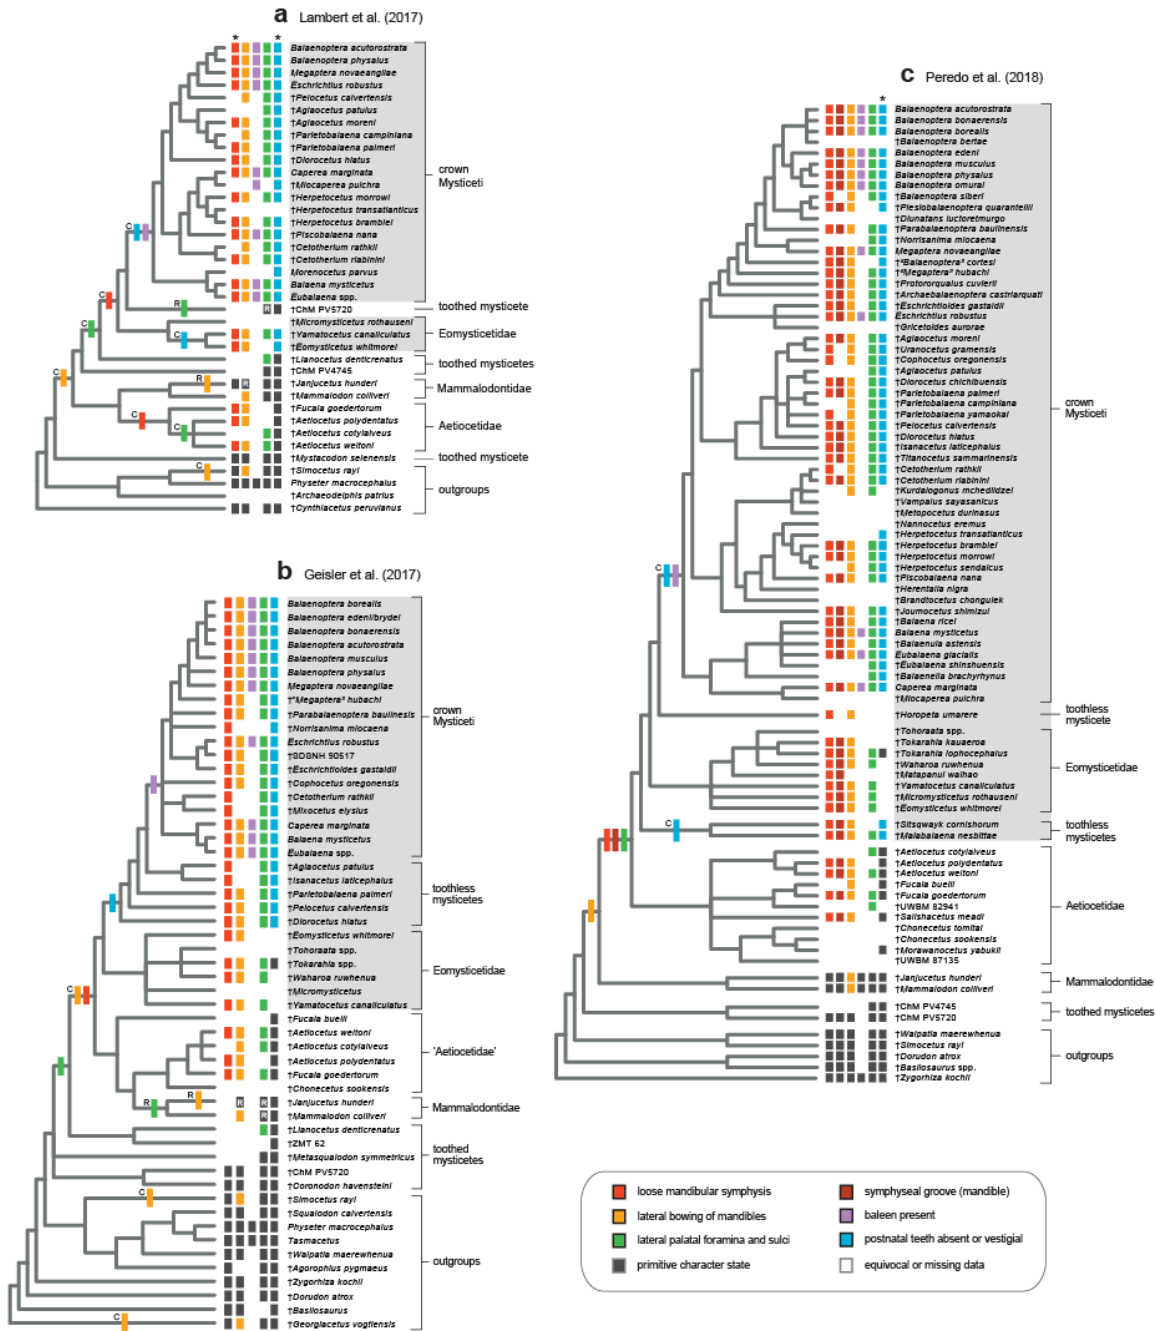 a Lambert et al. (2017)
* *
Balaenoptera acutorostrata
Balaenoptera physalus
Megaptera novaeangliae
Eschrichtius robustus
†Pelocetus calvertensis
†Aglaocetus patulus
†Aglaocetus moreni
†Parietobalaena campiniana
†Parietobalaena palmeri
†Diorocetus hiatus
Caperea marginata
†Miocaperea pulchra
†Herpetocetus morrowi
†Herpetocetus transatlanticus
†Herpetocetus bramblei
†Piscobalaena nana
†Cetotherium rathkii
†Cetotherium riabinini
Morenocetus parvus
Balaena mysticetus
Eubalaena spp.
†ChM PV5720
†Micromysticetus rothauseni
†Yamatocetus canaliculatus
†Eomysticetus whitmorei
†Llanocetus denticrenatus
†ChM PV4745
†Janjucetus hunderi
†Mammalodon colliveri
†Fucaia goedertorum
†Aetiocetus polydentatus
†Aetiocetus cotylalveus
†Aetiocetus weltoni
†Mystacodon selenensis
†Simocetus rayi
Physeter macrocephalus
†Archaeodelphis patrius
†Cynthiacetus peruvianus
crown
Mysticeti
toothed mysticete
Eomysticetidae
toothed mysticetes
Mammalodontidae
Aetiocetidae
toothed mysticete
outgroups
C
C
R
C
C
C
R
C
C
C
R
R
b Geisler et al. (2017)
Balaenoptera borealis
Balaenoptera edeni/brydei
Balaenoptera bonaerensis
Balaenoptera acutorostrata
Balaenoptera musculus
Balaenoptera physalus
Megaptera novaeangliae
†"Megaptera" hubachi
†Parabalaenoptera baulinesis
†Norrisanima miocaena
Eschrichtius robustus
†SDSNH 90517
†Eschrichtioides gastaldii
†Cophocetus oregonensis
†Cetotherium rathkii
†Mixocetus elysius
Caperea marginata
Balaena mysticetus
Eubalaena spp.
†Aglaocetus patulus
†Isanacetus laticephalus
†Parietobalaena palmeri
†Pelocetus calvertensis
†Diorocetus hiatus
†Eomysticetus whitmorei
†Tohoraata spp.
†Tokarahia spp.
†Waharoa ruwhenua
†Micromysticetus
†Yamatocetus canaliculatus
†Fucaia buelli
†Aetiocetus weltoni
†Aetiocetus cotylalveus
†Aetiocetus polydentatus
†Fucaia goedertorum
†Chonecetus sookensis
†Janjucetus hunderi
†Mammalodon colliveri
†Llanocetus denticrenatus
†ZMT 62
†Metasqualodon symmetricus
†ChM PV5720
†Coronodon havensteini
†Simocetus rayi
†Squalodon calvertensis
Physeter macrocephalus
Tasmacetus
†Waipatia maerewhenua
†Agorophius pygmaeus
†Zygorhiza kochii
†Dorudon atrox
†Basilosaurus
†Georgiacetus vogtlensis
crown
Mysticeti
toothless
mysticetes
Eomysticetidae
'Aetiocetidae'
Mammalodontidae
toothed
mysticetes
outgroups
C
R
R
R
R
R
C
C
c Peredo et al. (2018)
*
Balaenoptera acutorostrata
Balaenoptera bonaerensis
Balaenoptera borealis
†Balaenoptera bertae
Balaenoptera edeni
Balaenoptera musculus
Balaenoptera physalus
Balaenoptera omurai
†Balaenoptera siberi
†Plesiobalaenoptera quarantellii
†Diunatans luctoretmurgo
†Parabalaenoptera baulinensis
†Norrisanima miocaena
Megaptera novaeangliae
†"Balaenoptera" cortesi
†"Megaptera" hubachi
†Protororqualus cuvierii
†Archaebalaenoptera castriarquati
†Eschrichtioides gastaldii
Eschrichtius robustus
†Gricetoides aurorae
†Aglaocetus moreni
†Uranocetus gramensis
†Cophocetus oregonensis
†Aglaocetus patulus
†Diorocetus chichibuensis
†Parietobalaena palmeri
†Parietobalaena campiniana
†Parietobalaena yamaokai
†Pelocetus calvertensis
†Diorocetus hiatus
†Isanacetus laticephalus
†Titanocetus sammarinensis
†Cetotherium rathkii
†Cetotherium riabinini
†Kurdalogonus mchedlidzei
†Vampalus sayasanicus
†Metopocetus durinasus
†Nannocetus eremus
†Herpetocetus transatlanticus
†Herpetocetus bramblei
†Herpetocetus morrowi
†Herpetocetus sendaicus
†Piscobalaena nana
†Herentalia nigra
†Brandtocetus chongulek
†Joumocetus shimizui
†Balaena ricei
Balaena mysticetus
†Balaenula astensis
Eubalaena glacialis
†Eubalaena shinshuensis
†Balaenella brachyrhynus
Caperea marginata
†Miocaperea pulchra
†Horopeta umarere
†Tohoraata spp.
†Tokarahia kauaeroa
†Tokarahia lophocephalus
†Waharoa ruwhenua
†Matapanui waihao
†Yamatocetus canaliculatus
†Micromysticetus rothauseni
†Eomysticetus whitmorei
†Sitsqwayk cornishorum
†Maiabalaena nesbittae
†Aetiocetus cotylalveus
†Aetiocetus polydentatus
†Aetiocetus weltoni
†Fucaia buelli
†Fucaia goedertorum
†UWBM 82941
†Salishicetus meadi
†Chonecetus tomitai
†Chonecetus sookensis
†Morawanocetus yabukii
†UWBM 87135
†Janjucetus hunderi
†Mammalodon colliveri
†ChM PV4745
†ChM PV5720
†Waipatia maerewhenua
†Simocetus rayi
†Dorudon atrox
†Basilosaurus spp.
†Zygorhiza kochii
crown
Mysticeti
toothless
mysticete
Eomysticetidae
toothless
mysticetes
Aetiocetidae
Mammalodontidae
toothed mysticetes
outgroups
C
C
loose mandibular symphysis
lateral bowing of mandibles
lateral palatal foramina and sulci
primitive character state
symphyseal groove (mandible)
baleen present
postnatal teeth absent or vestigial
equivocal or missing data